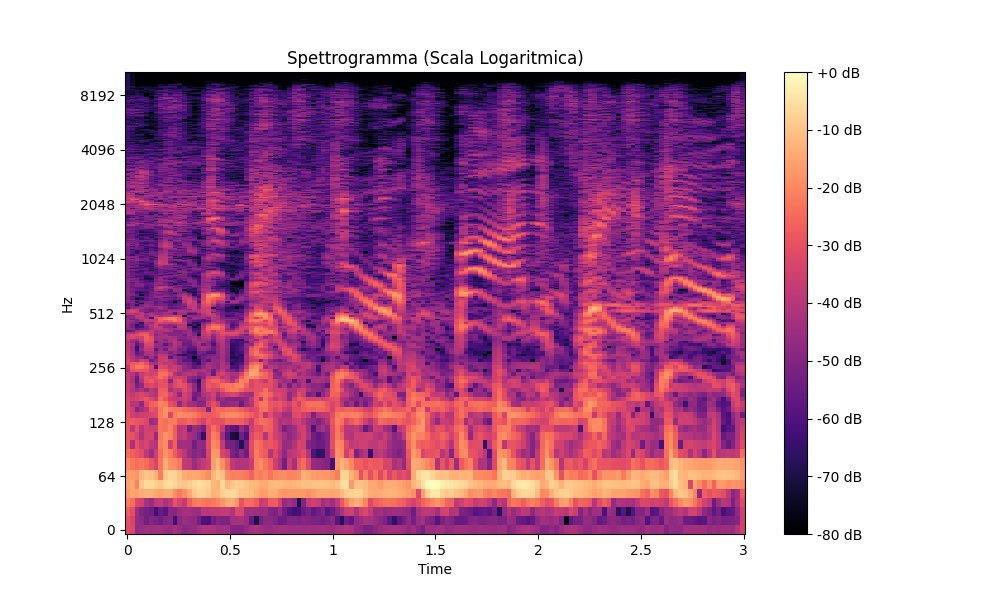 Spettrogramma (Scala Logaritmica)
Hz
8192
4096
2048
1024
512
256
128
64
0
0 0.5 1 1.5 2 2.5 3
Time
+0 dB
-10 dB
-20 dB
-30 dB
-40 dB
-50 dB
-60 dB
-70 dB
-80 dB